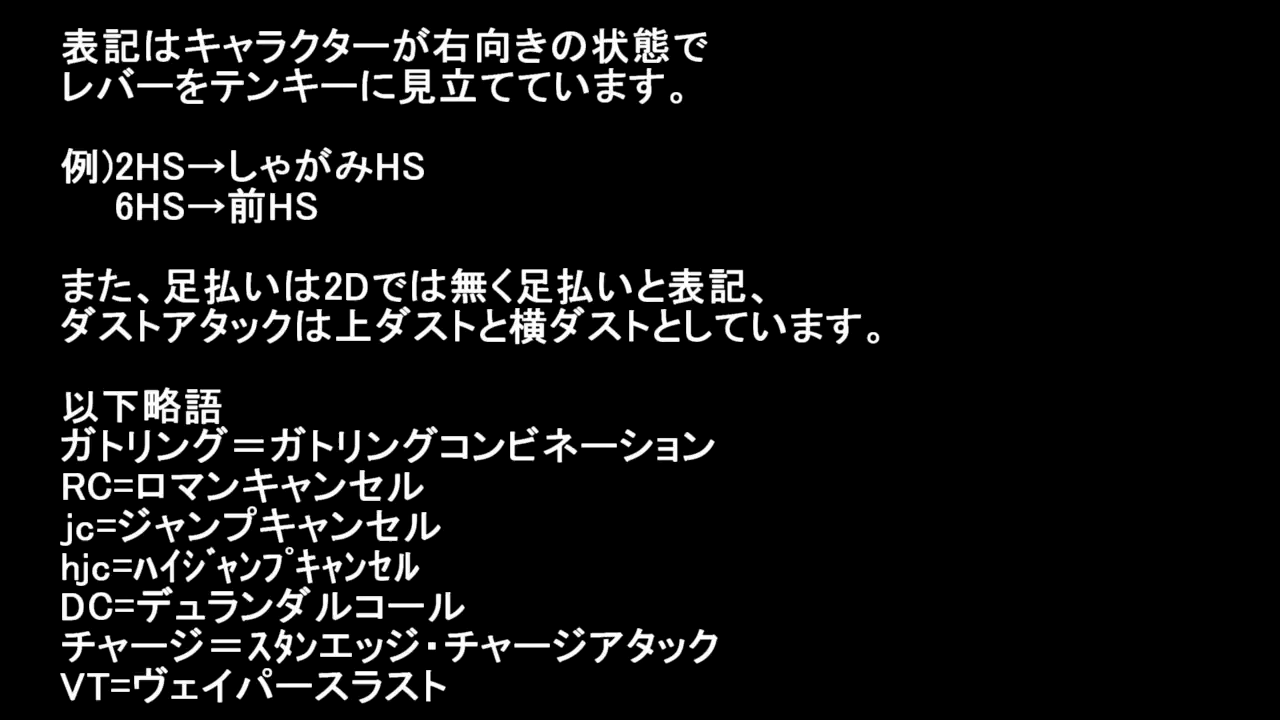 表記はキャラクターが右向きの状態で
レバーをテンキーに見立てています。
例)2HS→しゃがみHS
6HS→前HS
また、足払いは2Dでは無く足払いと表記、
ダストアタックは上ダストと横ダストとしています。
以下略語
ガトリング＝ガトリングコンビネーション
RC=ロマンキャンセル
jc=ジャンプキャンセル
hjc=ﾊｲｼﾞｬﾝﾌﾟｷｬﾝｾﾙ
DC=デュランダルコール
チャージ＝ｽﾀﾝエッジ・チャージアタック
VT=ヴェイパースラスト